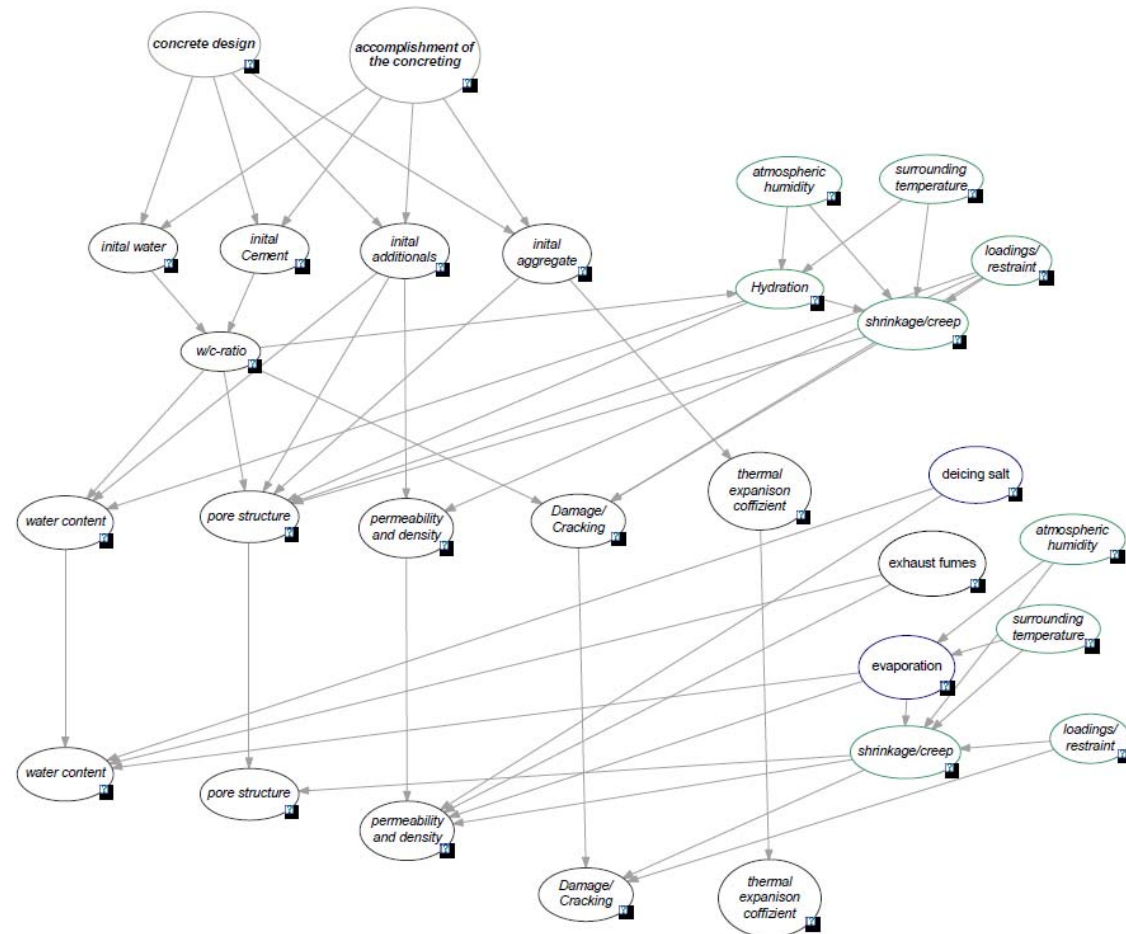 concrete design
accomplishment of
the concreting
atmospheric
humidity
surrounding
temperature
inital water
inital
Cement
inital
additionals
inital
aggregate
loadings/
restraint
Hydration
shrinkage/creep
w/c-ratio
thermal
expanison
coffizient
deicing salt
water content
pore structure
permeability
and density
Damage/
Cracking
atmospheric
humidity
exhaust fumes
surrounding
temperature
evaporation
loadings/
restraint
shrinkage/creep
water content
pore structure
permeability
and density
Damage/
Cracking
thermal
expanison
coffizient